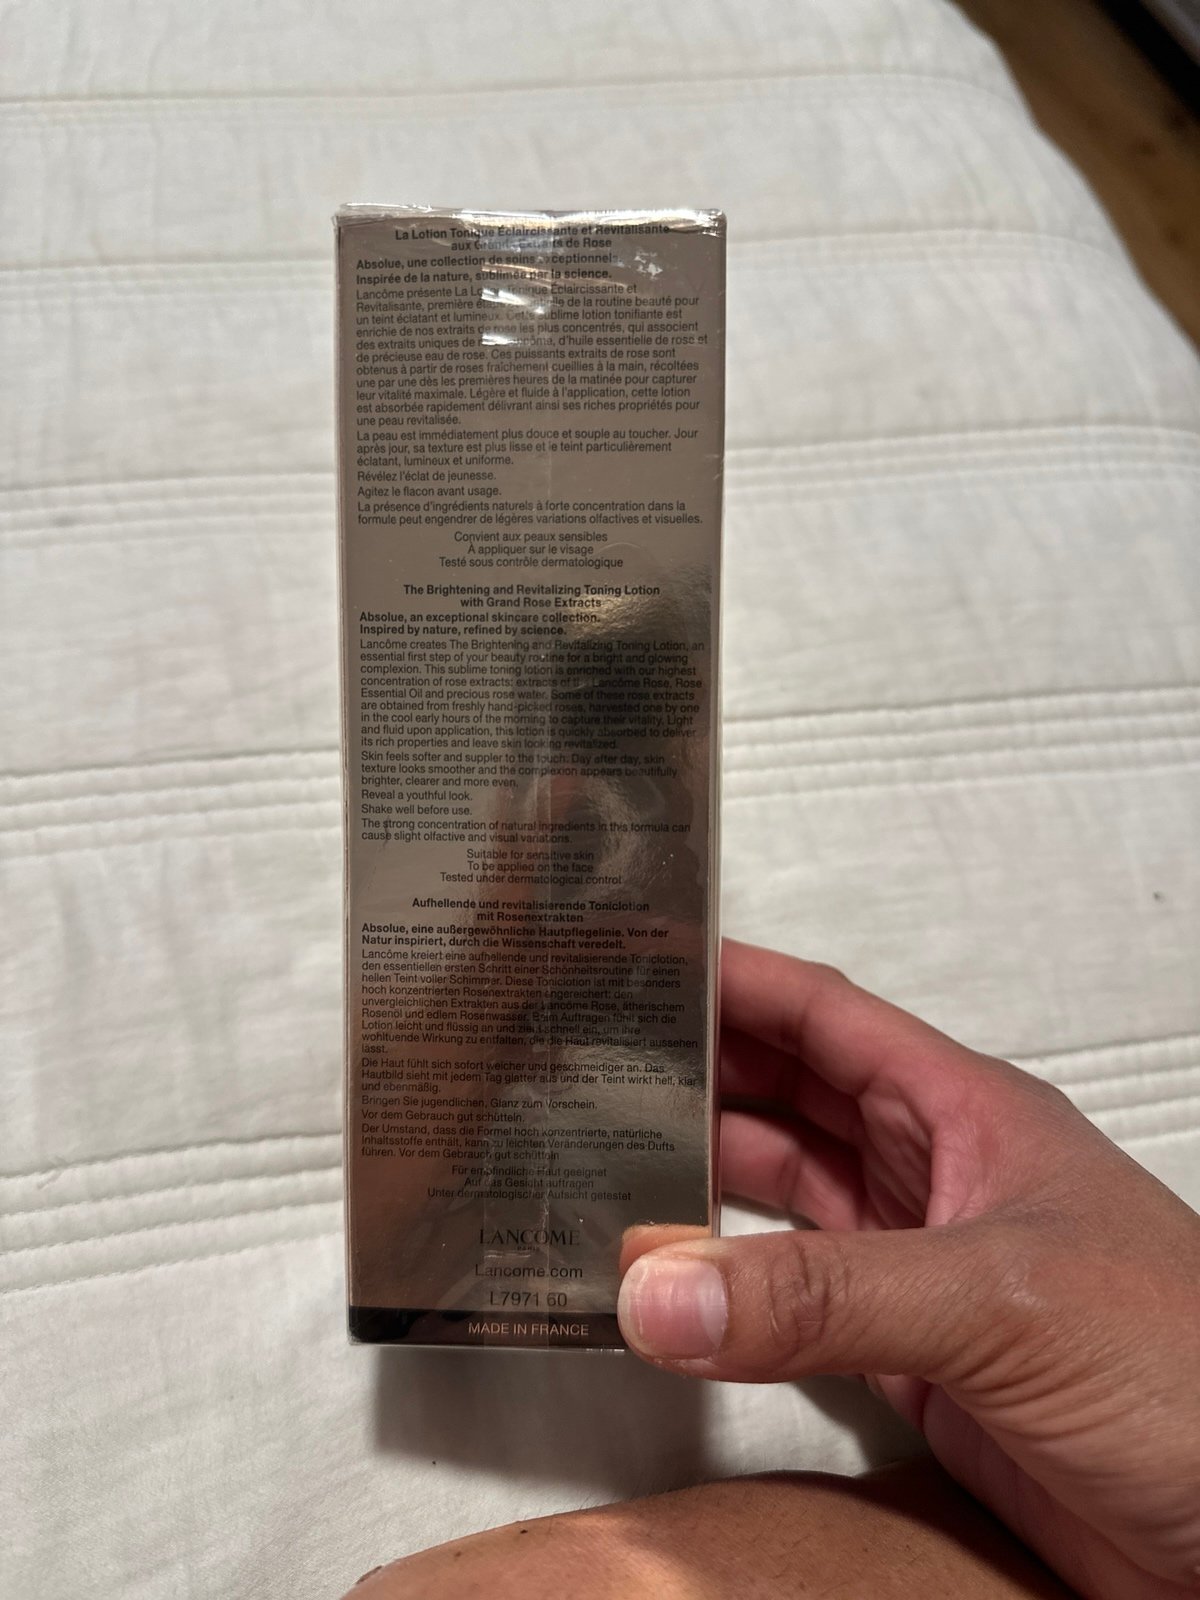 La Lotion Tonique Éclaircissante et Revitalisante
aux Grands Extraits de Rose
Absolue, une collection de soins exceptionnels.
Inspirée de la nature, sublimée par la science.
Lancôme présente La Lotion Tonique Éclaircissante et
Revitalisante, première étape de la routine beauté pour
un teint éclatant et lumineux. Cette sublime lotion tonifiante est
enrichie de nos extraits de rose les plus concentrés, qui associent
des extraits uniques de Lancôme, d'huile essentielle de rose et
de précieuse eau de rose. Ces puissants extraits de rose sont
obtenus à partir de roses fraîchement cueillies à la main, récoltées
une par une dès les premières heures de la matinée pour capturer
leur vitalité maximale. Légère et fluide à l'application, cette lotion
est absorbée rapidement délivrant ainsi ses riches propriétés pour
une peau revitalisée.
La peau est immédiatement plus douce et souple au toucher. Jour
après jour, sa texture est plus lisse et le teint particulièrement
éclatant, lumineux et uniforme.
Révélez l'éclat de jeunesse.
Agitez le flacon avant usage.
La présence d'ingrédients naturels à forte concentration dans la
formule peut engendrer de légères variations olfactives et visuelles.
Convient aux peaux sensibles
À appliquer sur le visage
Testé sous contrôle dermatologique
The Brightening and Revitalizing Toning Lotion
with Grand Rose Extracts
Absolue, an exceptional skincare collection.
Inspired by nature, refined by science.
Lancôme creates The Brightening and Revitalizing Toning Lotion, an
essential first step of your beauty routine for a bright and glowing
complexion. This sublime toning lotion is enriched with our highest
concentration of rose extracts: extracts of Lancôme Rose, Rose
Essential Oil and precious rose water. Some of these rose extracts
are obtained from freshly hand-picked roses, harvested one by one
in the cool early hours of the morning to capture their vitality. Light
and fluid upon application, this lotion is quickly absorbed to deliver
its rich properties and leave skin looking revitalized.
Skin feels softer and suppler to the touch. Day after day, skin
texture looks smoother and the complexion appears beautifully
brighter, clearer and more even.
Reveal a youthful look.
Shake well before use.
The strong concentration of natural ingredients in this formula can
cause slight olfactive and visual variations.
Suitable for sensitive skin
To be applied on the face
Tested under dermatological control
Aufhellende und revitalisierende Toniclotion
mit Rosenextrakten
Absolue, eine außergewöhnliche Hautpflegelinie. Von der
Natur inspiriert, durch die Wissenschaft veredelt.
Lancôme kreiert eine aufhellende und revitalisierende Toniclotion,
den essentiellen ersten Schritt einer Schönheitsroutine für einen
hellen Teint voller Schimmer. Diese Toniclotion ist mit besonders
hoch konzentrierten Rosenextrakten angereichert: den
unvergleichlichen Extrakten aus der Lancôme Rose, ätherischem
Rosenöl und edlem Rosenwasser. Beim Auftragen fühlt sich die
Lotion leicht und flüssig an und zieht schnell ein, um ihre
wohltuende Wirkung zu entfalten, die die Haut revitalisiert aussehen
lässt.
Die Haut fühlt sich sofort weicher und geschmeidiger an. Das
Hautbild sieht mit jedem Tag glatter aus und der Teint wirkt hell, klar
und ebenmäßig.
Bringen Sie jugendlichen, Glanz zum Vorschein.
Vor dem Gebrauch gut schütteln.
Der Umstand, dass die Formel hoch konzentrierte, natürliche
Inhaltsstoffe enthält, kann zu leichten Veränderungen des Dufts
führen. Vor dem Gebrauch gut schütteln
Für empfindliche Haut geeignet
Auf das Gesicht auftragen
Unter dermatologischer Aufsicht getestet
LANCÔME
PARIS
Lancome.com
L7971 60
MADE IN FRANCE